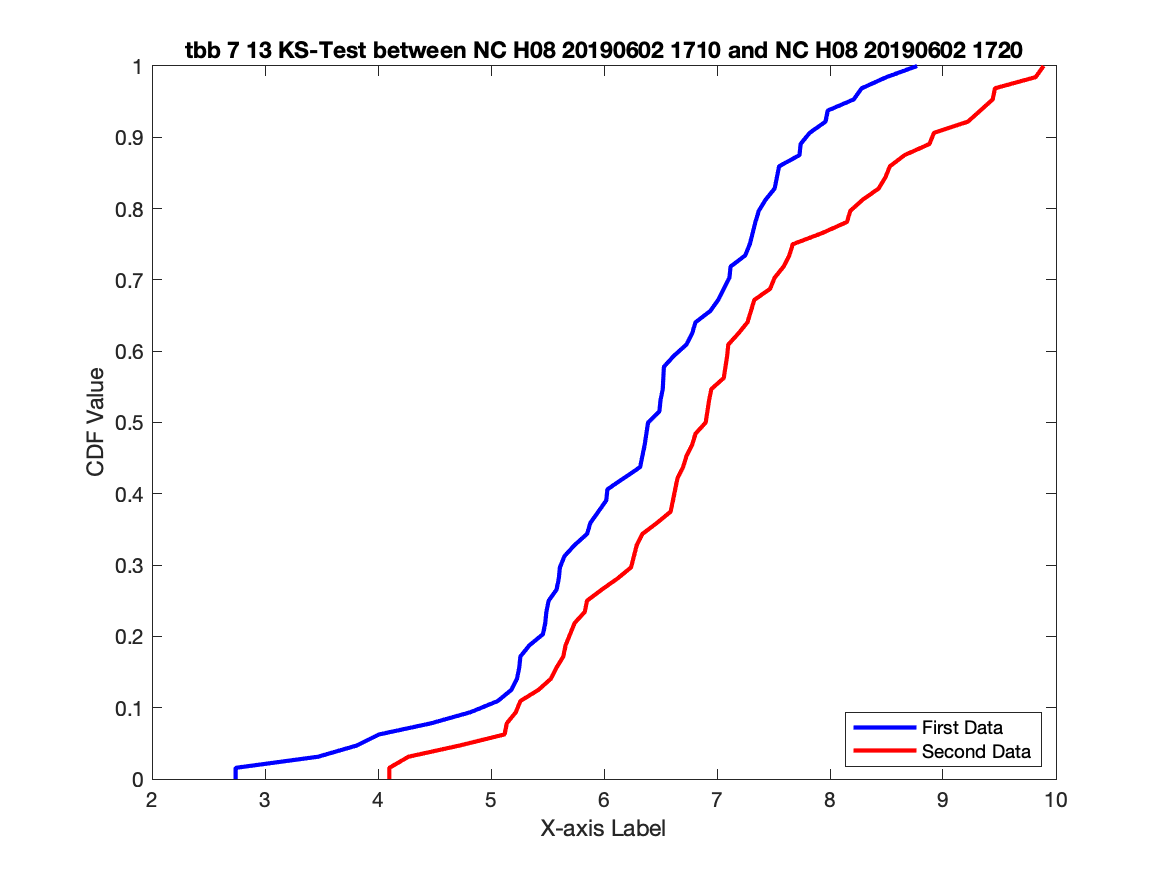 tbb 7 13 KS-Test between NC H08 20190602 1710 and NC H08 20190602 1720
1
0.9
0.8
0.7
0.6
0.5
0.4
0.3
0.2
0.1
0
CDF Value
First Data
Second Data
2 3 4 5 6 7 8 9 10
X-axis Label